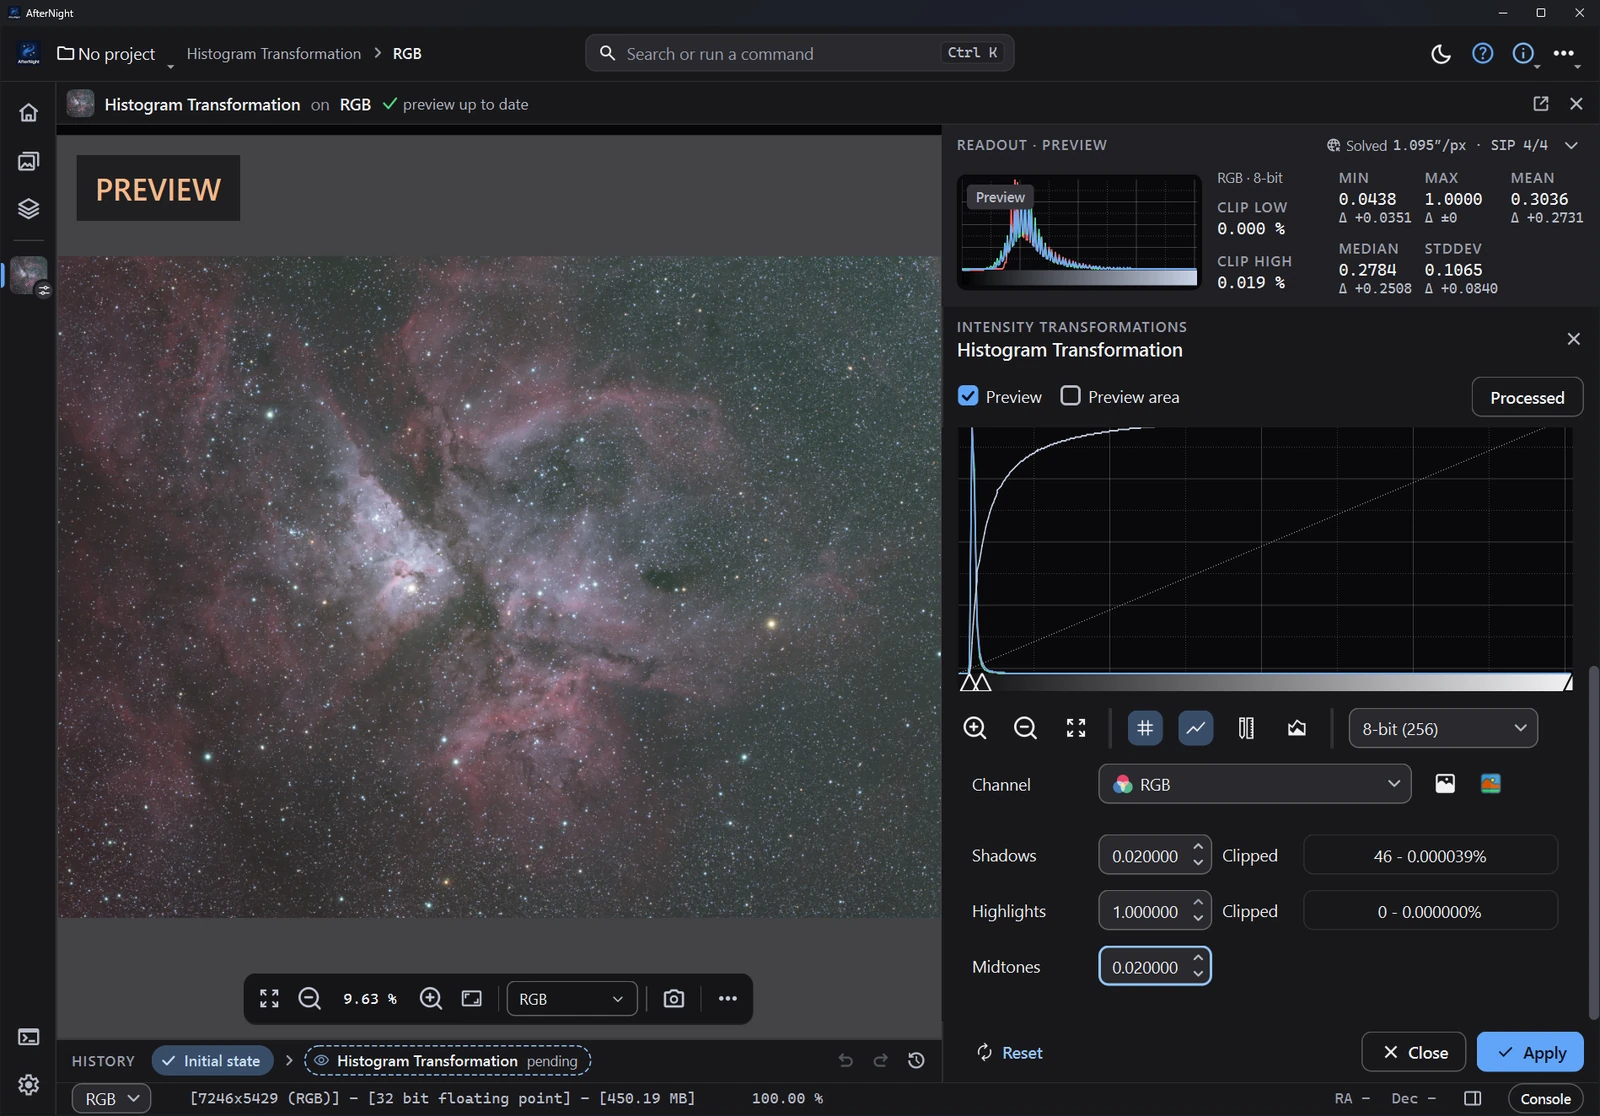 AfterNight
AfterNight
No project
Histogram Transformation > RGB
Search or run a command
Ctrl K
Histogram Transformation on RGB preview up to date
PREVIEW
READOUT · PREVIEW
Solved 1.095″/px · SIP 4/4
Preview
RGB · 8-bit
CLIP LOW
0.000 %
CLIP HIGH
0.019 %
MIN MAX MEAN
0.0438 1.0000 0.3036
Δ +0.0351 Δ ±0 Δ +0.2731
MEDIAN STDDEV
0.2784 0.1065
Δ +0.2508 Δ +0.0840
INTENSITY TRANSFORMATIONS
Histogram Transformation
Preview Preview area
Processed
8-bit (256)
Channel RGB
Shadows 0.020000 Clipped 46 - 0.000039%
Highlights 1.000000 Clipped 0 - 0.000000%
Midtones 0.020000
Reset
Close
Apply
9.63 %
RGB
HISTORY Initial state > Histogram Transformation pending
RGB
[7246x5429 (RGB)] – [32 bit floating point] – [450.19 MB] 100.00 %
RA – Dec –
Console